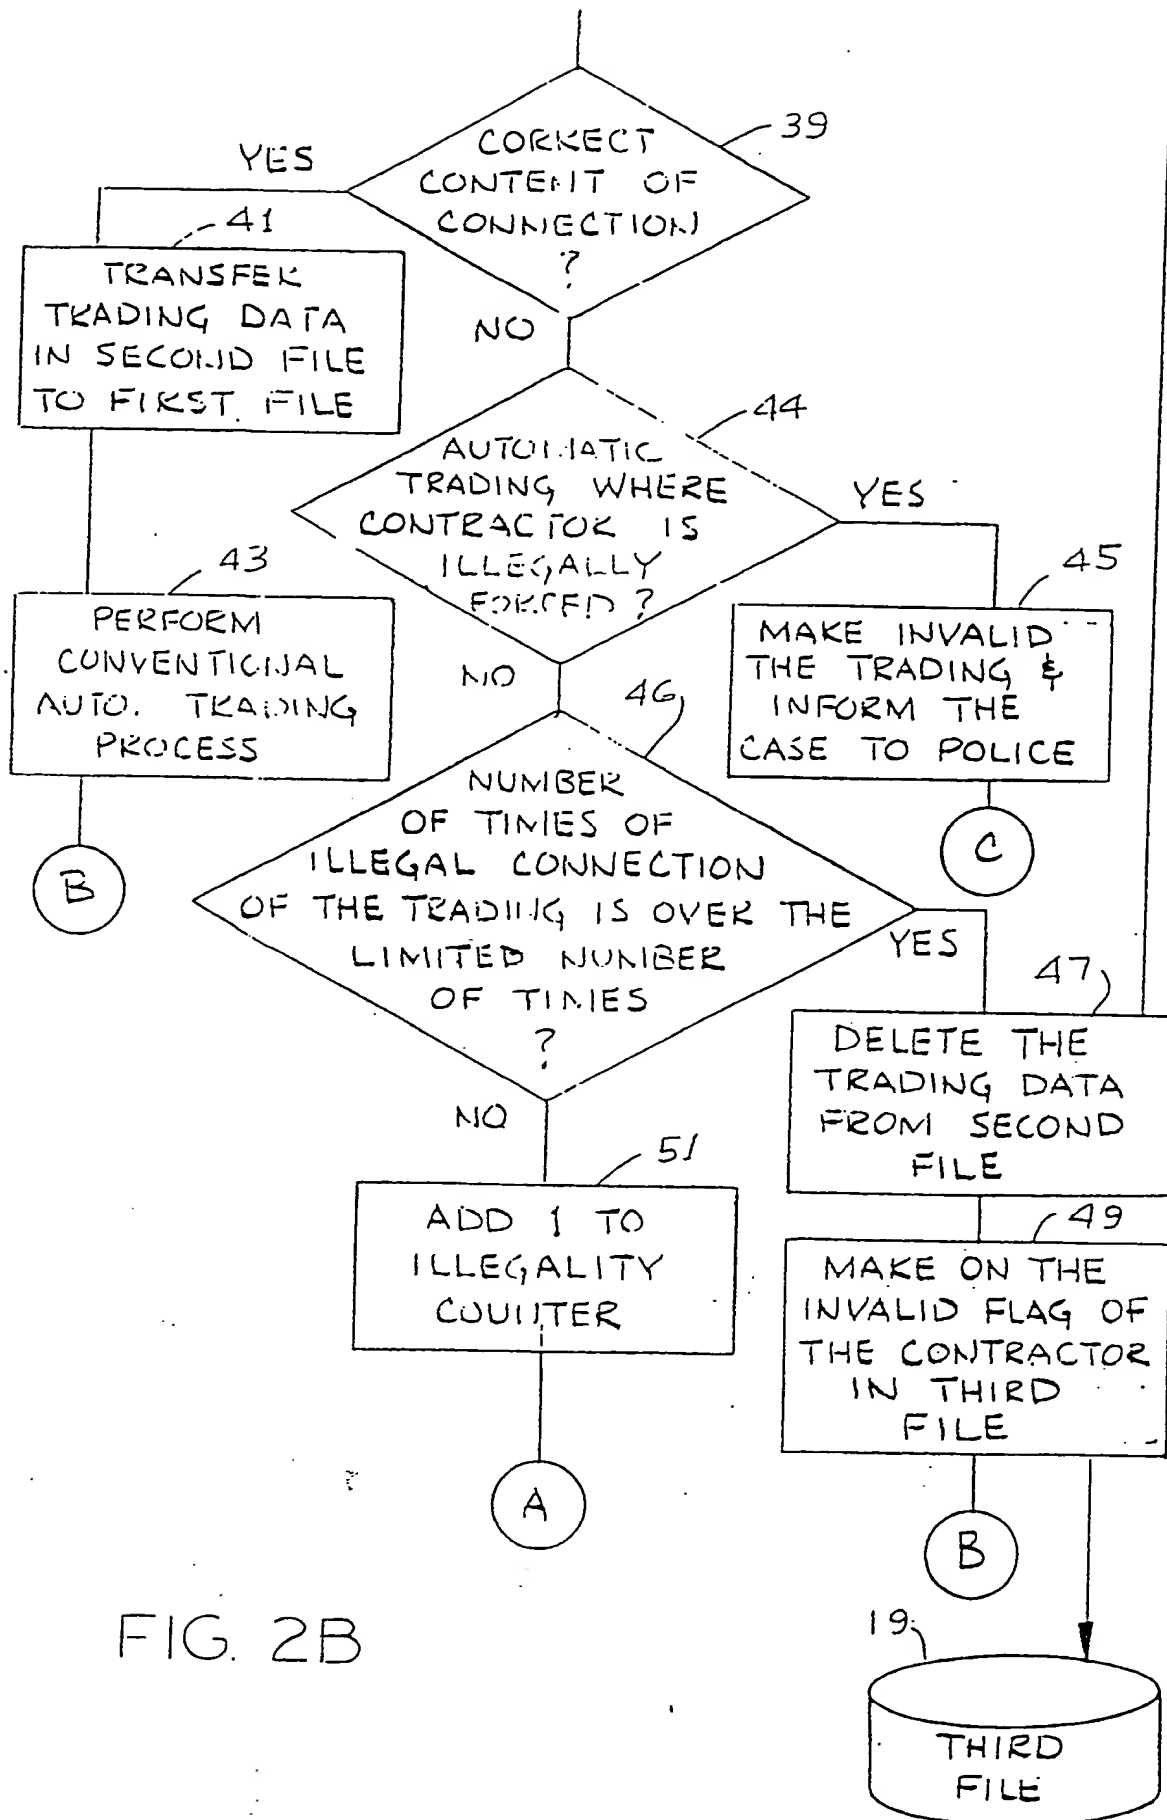 39
CORRECT
CONTENT OF
CONNECTION
?
YES
NO
41
TRANSFER
TRADING DATA
IN SECOND FILE
TO FIRST FILE
44
AUTOMATIC
TRADING WHERE
CONTRACTOR IS
ILLEGALLY
FORCED ?
YES
NO
43
PERFORM
CONVENTIONAL
AUTO. TRADING
PROCESS
B
45
MAKE INVALID
THE TRADING &
INFORM THE
CASE TO POLICE
C
46
NUMBER
OF TIMES OF
ILLEGAL CONNECTION
OF THE TRADING IS OVER THE
LIMITED NUMBER
OF TIMES
?
YES
NO
47
DELETE THE
TRADING DATA
FROM SECOND
FILE
51
ADD 1 TO
ILLEGALITY
COUNTER
A
49
MAKE ON THE
INVALID FLAG OF
THE CONTRACTOR
IN THIRD
FILE
B
19
THIRD
FILE
FIG. 2B